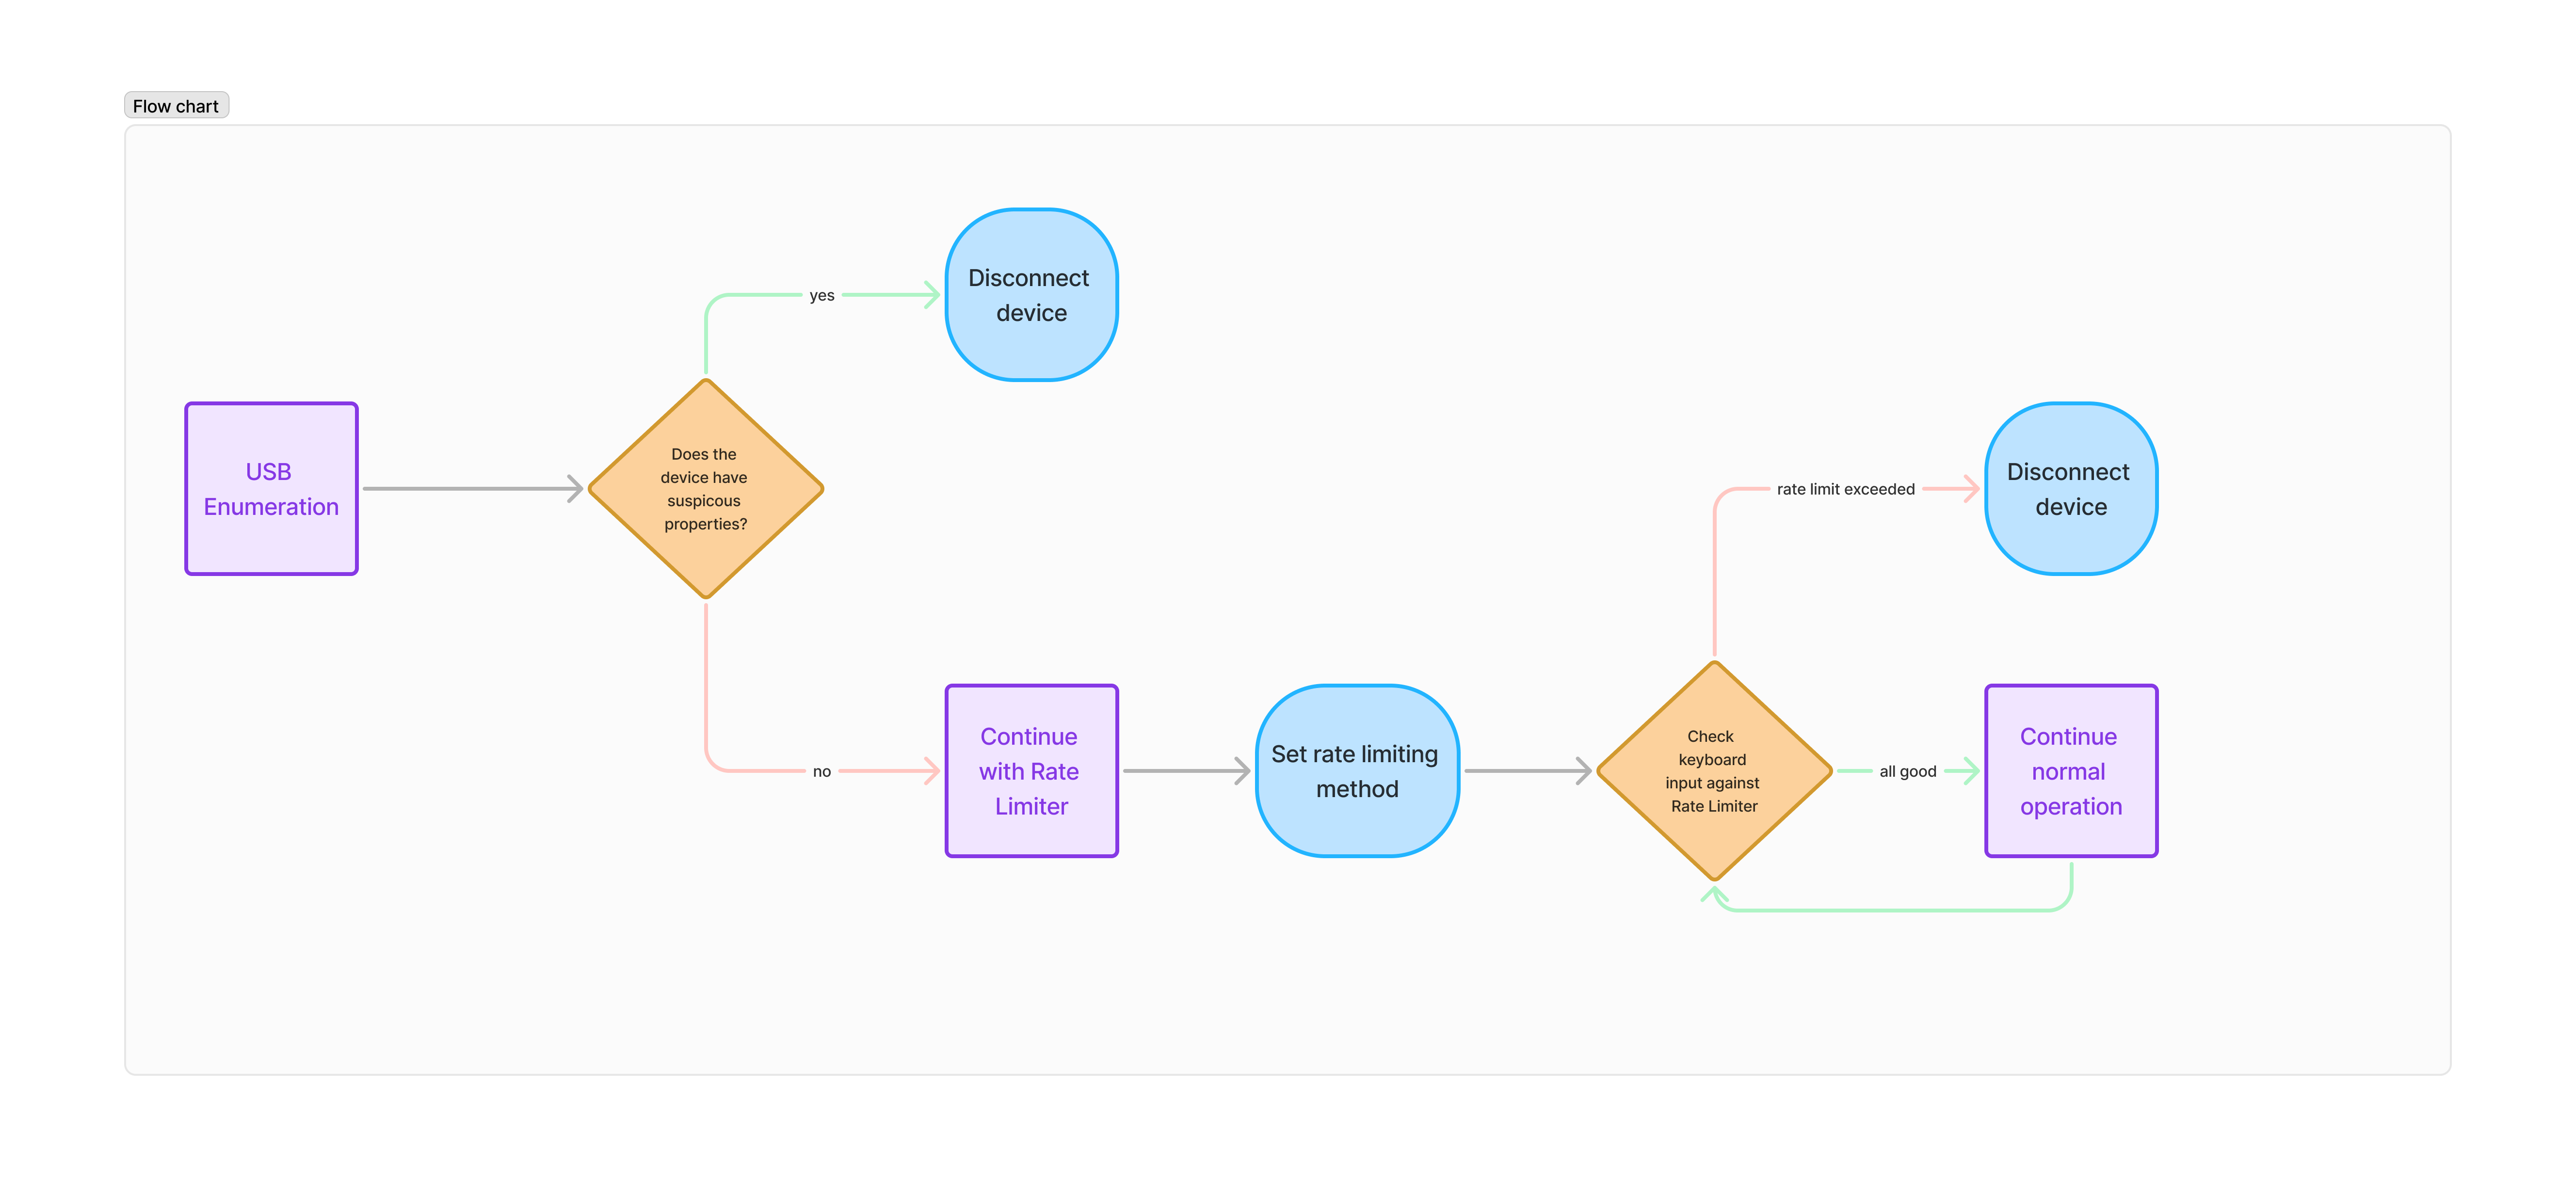 Flow chart
Disconnect
device
yes
USB
Enumeration
Does the
device have
suspicous
properties?
rate limit exceeded
Disconnect
device
no
Continue
with Rate
Limiter
Set rate limiting
method
Check
keyboard
input against
Rate Limiter
all good
Continue
normal
operation